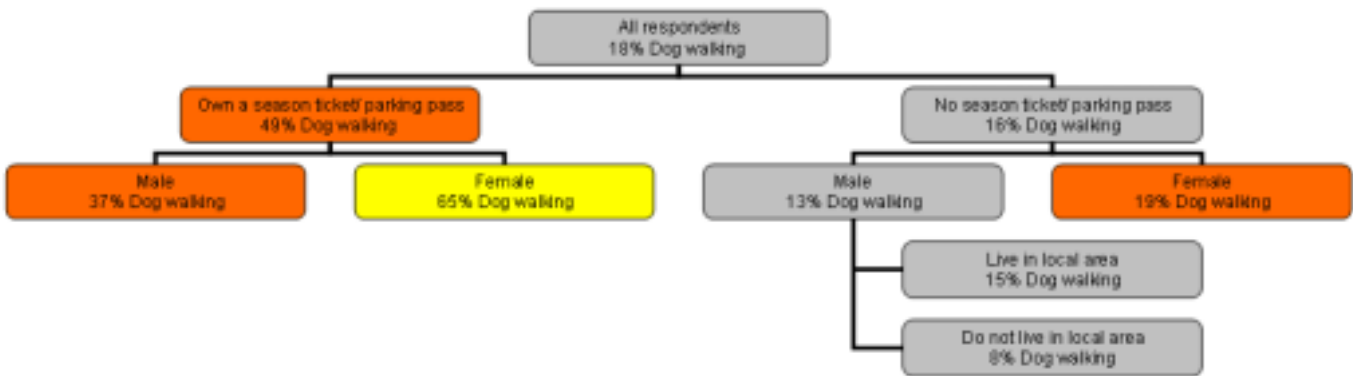 All respondents
18% Dog walking
Own a season ticket/ parking pass
49% Dog walking
No season ticket/ parking pass
16% Dog walking
Male
37% Dog walking
Female
65% Dog walking
Male
13% Dog walking
Female
19% Dog walking
Live in local area
15% Dog walking
Do not live in local area
8% Dog walking